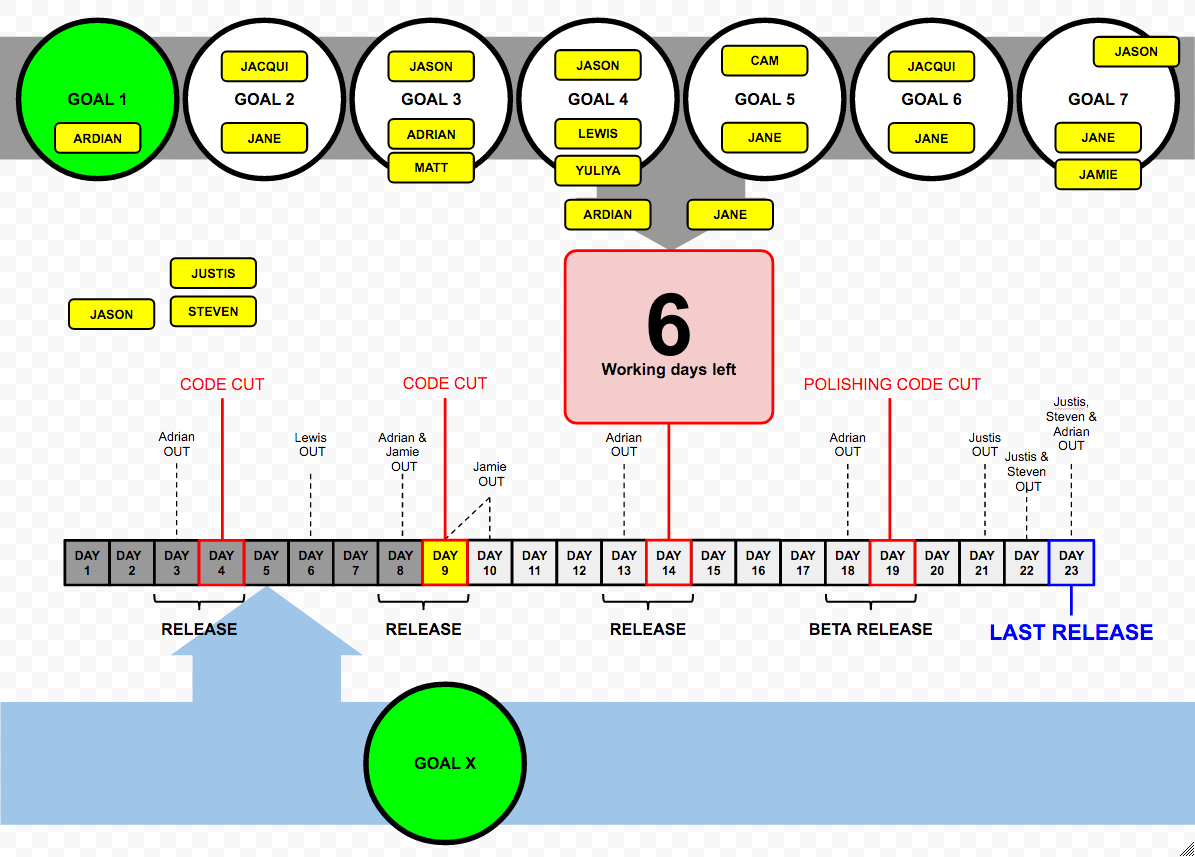 JASON
JACQUI
JASON
JASON
CAM
JACQUI
GOAL 1
GOAL 2
GOAL 3
GOAL 4
GOAL 5
GOAL 6
GOAL 7
ARDIAN
JANE
ADRIAN
LEWIS
JANE
JANE
JANE
MATT
YULIYA
JAMIE
ARDIAN
JANE
JUSTIS
JASON
STEVEN
6
Working days left
CODE CUT
CODE CUT
POLISHING CODE CUT
Adrian
OUT
Lewis
OUT
Adrian &
Jamie
OUT
Jamie
OUT
Adrian
OUT
Adrian
OUT
Justis
OUT
Justis &
Steven
OUT
Justis,
Steven &
Adrian
OUT
DAY
1
DAY
2
DAY
3
DAY
4
DAY
5
DAY
6
DAY
7
DAY
8
DAY
9
DAY
10
DAY
11
DAY
12
DAY
13
DAY
14
DAY
15
DAY
16
DAY
17
DAY
18
DAY
19
DAY
20
DAY
21
DAY
22
DAY
23
RELEASE
RELEASE
RELEASE
BETA RELEASE
LAST RELEASE
GOAL X